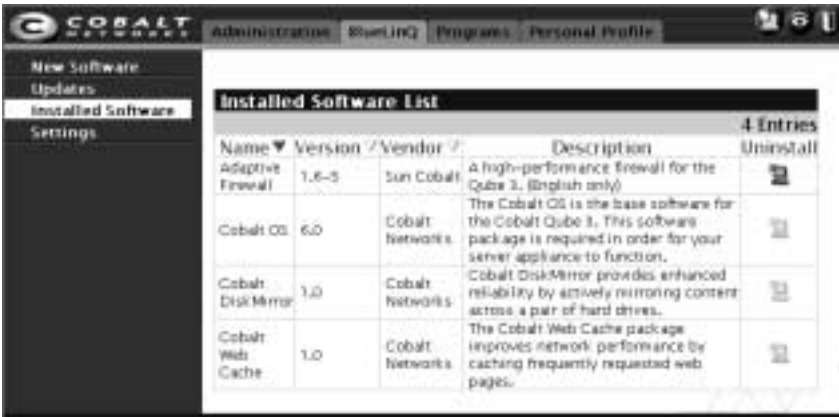 COBALT
NETWORKS
Administration BlueLinQ Programs Personal Profile
New Software
Updates
Installed Software
Settings
Installed Software List
4 Entries
Name Version Vendor Description Uninstall
Adaptive
Firewall
1.6-5
Sun Cobalt
A high-performance firewall for the
Qube 3. (English only)
Cobalt OS
6.0
Cobalt
Networks
The Cobalt OS is the base software for
the Cobalt Qube 3. This software
package is required in order for your
server appliance to function.
Cobalt
DiskMirror
1.0
Cobalt
Networks
Cobalt DiskMirror provides enhanced
reliability by actively mirroring content
across a pair of hard drives.
Cobalt
Web
Cache
1.0
Cobalt
Networks
The Cobalt Web Cache package
improves network performance by
caching frequently requested web
pages.